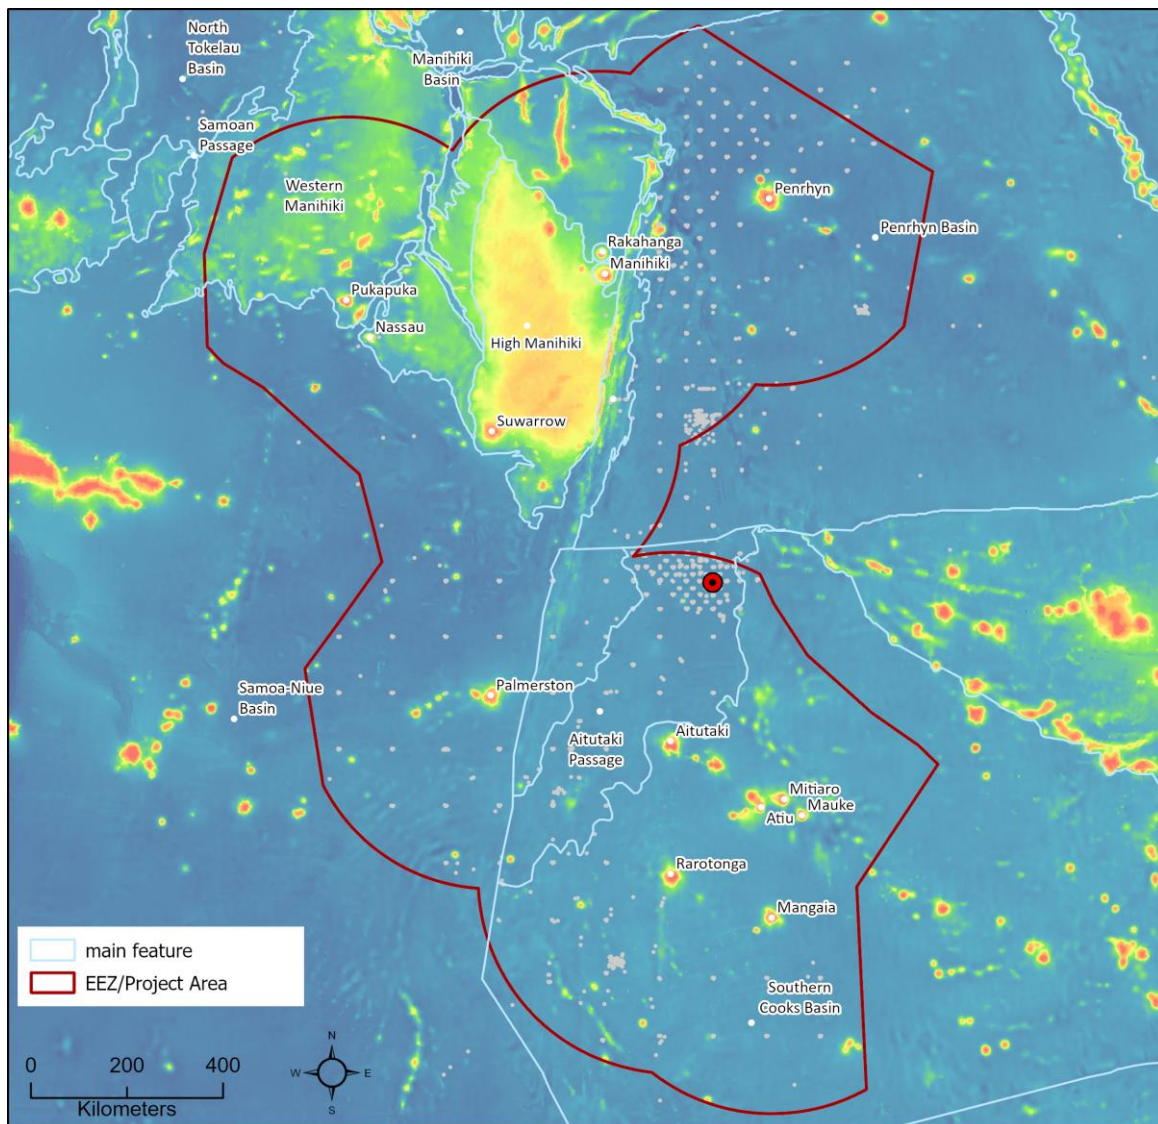 North
Tokelau
Basin
Manihiki
Basin
Samoan
Passage
Western
Manihiki
Penrhyn
Penrhyn Basin
Rakahanga
Manihiki
Pukapuka
Nassau
High Manihiki
Suwarrow
Samoa-Niue
Basin
Palmerston
Aitutaki
Passage
Aitutaki
Mitiaro
Mauke
Atiu
Rarotonga
Mangaia
Southern
Cooks Basin
main feature
EEZ/Project Area
0 200 400
Kilometers
N
W E
S